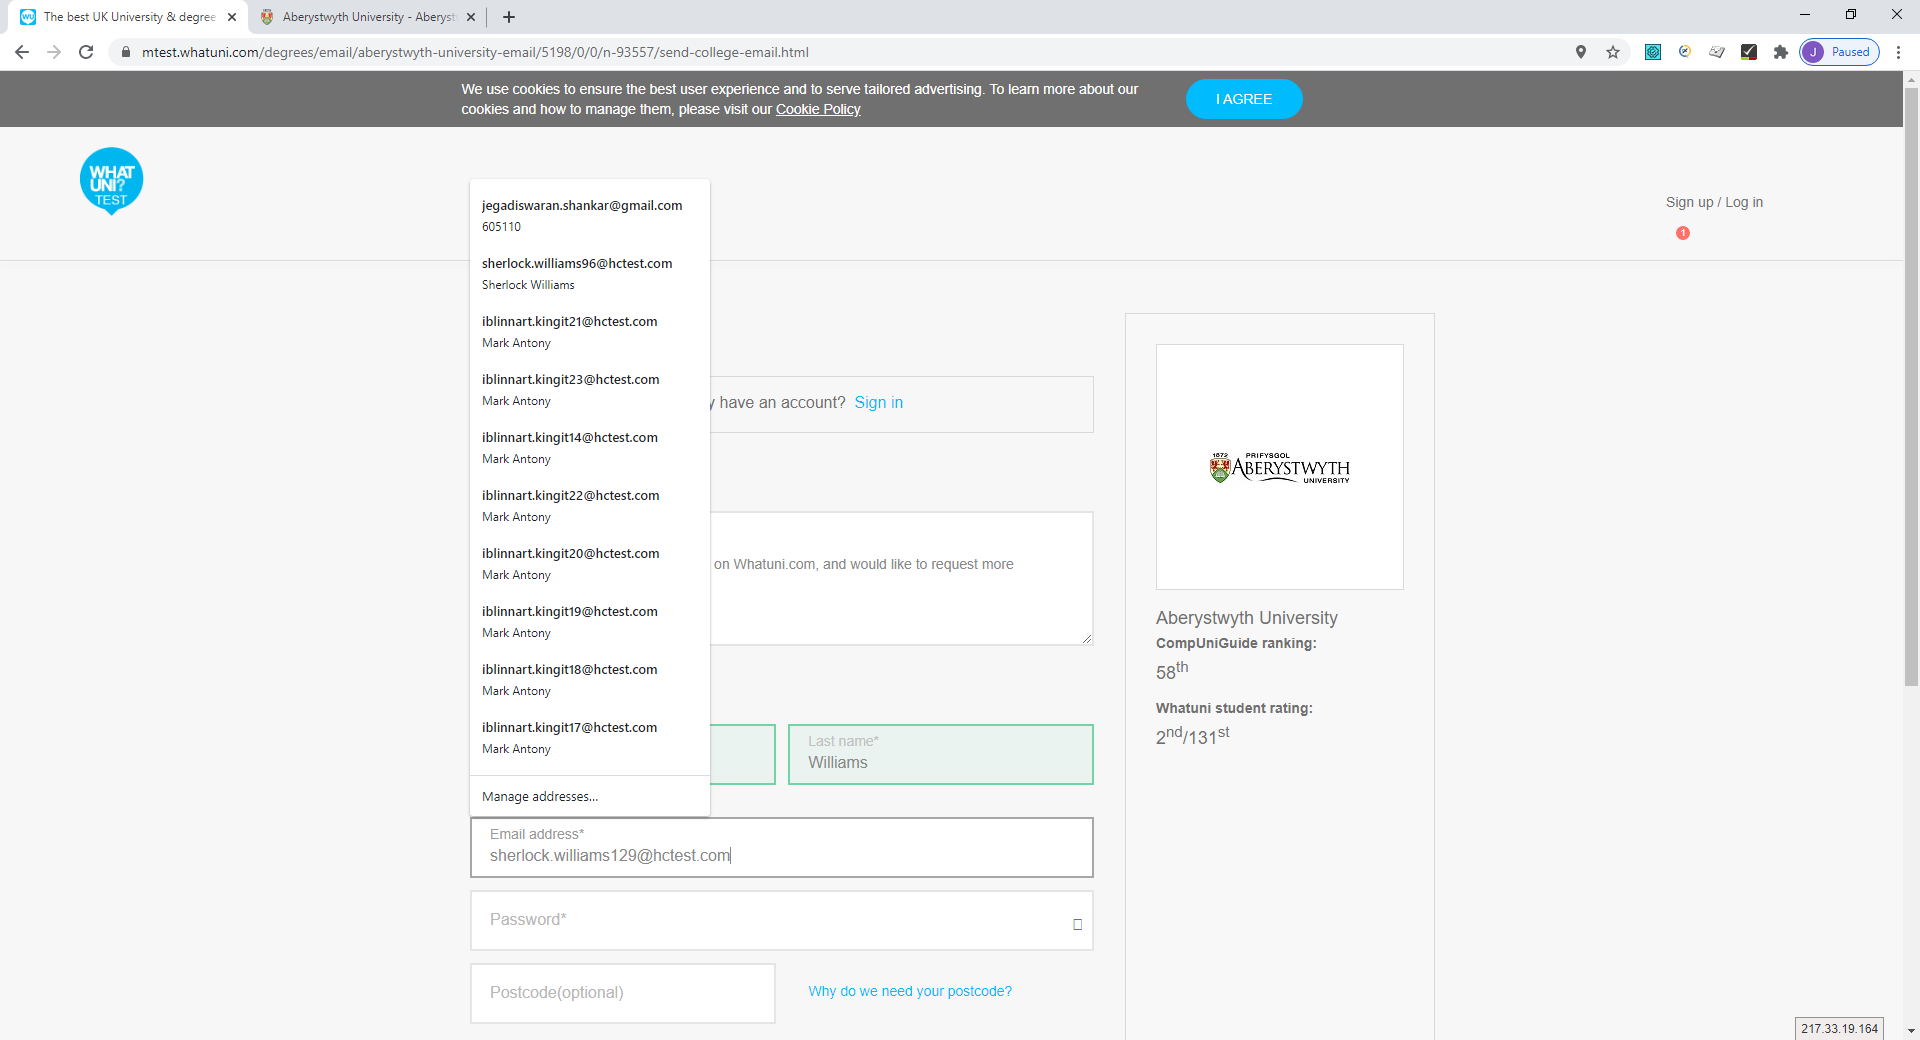 The best UK University & degree
Aberystwyth University - Aberyst
mtest.whatuni.com/degrees/email/aberystwyth-university-email/5198/0/0/n-93557/send-college-email.html
J Paused
We use cookies to ensure the best user experience and to serve tailored advertising. To learn more about our
cookies and how to manage them, please visit our Cookie Policy
I AGREE
WHAT
UNI?
TEST
Sign up / Log in
1
jegadiswaran.shankar@gmail.com
605110
sherlock.williams96@hctest.com
Sherlock Williams
iblinnart.kingit21@hctest.com
Mark Antony
iblinnart.kingit23@hctest.com
Mark Antony
iblinnart.kingit14@hctest.com
Mark Antony
iblinnart.kingit22@hctest.com
Mark Antony
iblinnart.kingit20@hctest.com
Mark Antony
iblinnart.kingit19@hctest.com
Mark Antony
iblinnart.kingit18@hctest.com
Mark Antony
iblinnart.kingit17@hctest.com
Mark Antony
Manage addresses...
y have an account? Sign in
on Whatuni.com, and would like to request more
Last name*
Williams
Email address*
sherlock.williams129@hctest.com
Password*
Postcode(optional)
Why do we need your postcode?
1872 PRIFYSGOL
ABERYSTWYTH
UNIVERSITY
Aberystwyth University
CompUniGuide ranking:
58th
Whatuni student rating:
2nd/131st
217.33.19.164